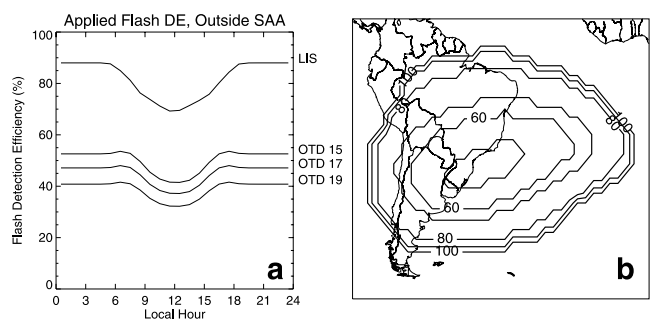 Applied Flash DE, Outside SAA
100
80
60
40
20
0
Flash Detection Efficiency (%)
LIS
OTD 15
OTD 17
OTD 19
a
0 3 6 9 12 15 18 21 24
Local Hour
60
60
80
100
b